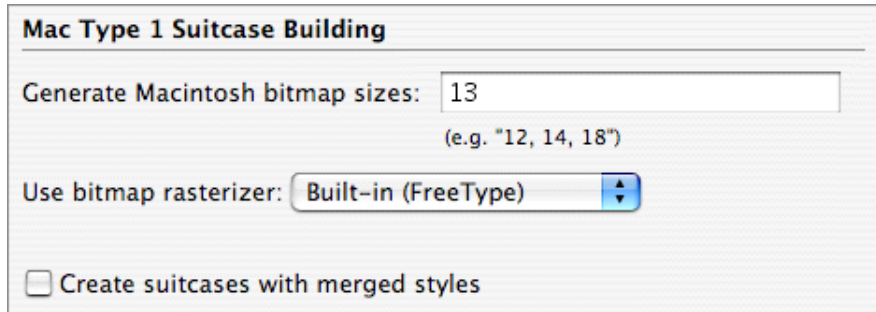 Mac Type 1 Suitcase Building
Generate Macintosh bitmap sizes: 13
(e.g. "12, 14, 18")
Use bitmap rasterizer: Built-in (FreeType)
Create suitcases with merged styles